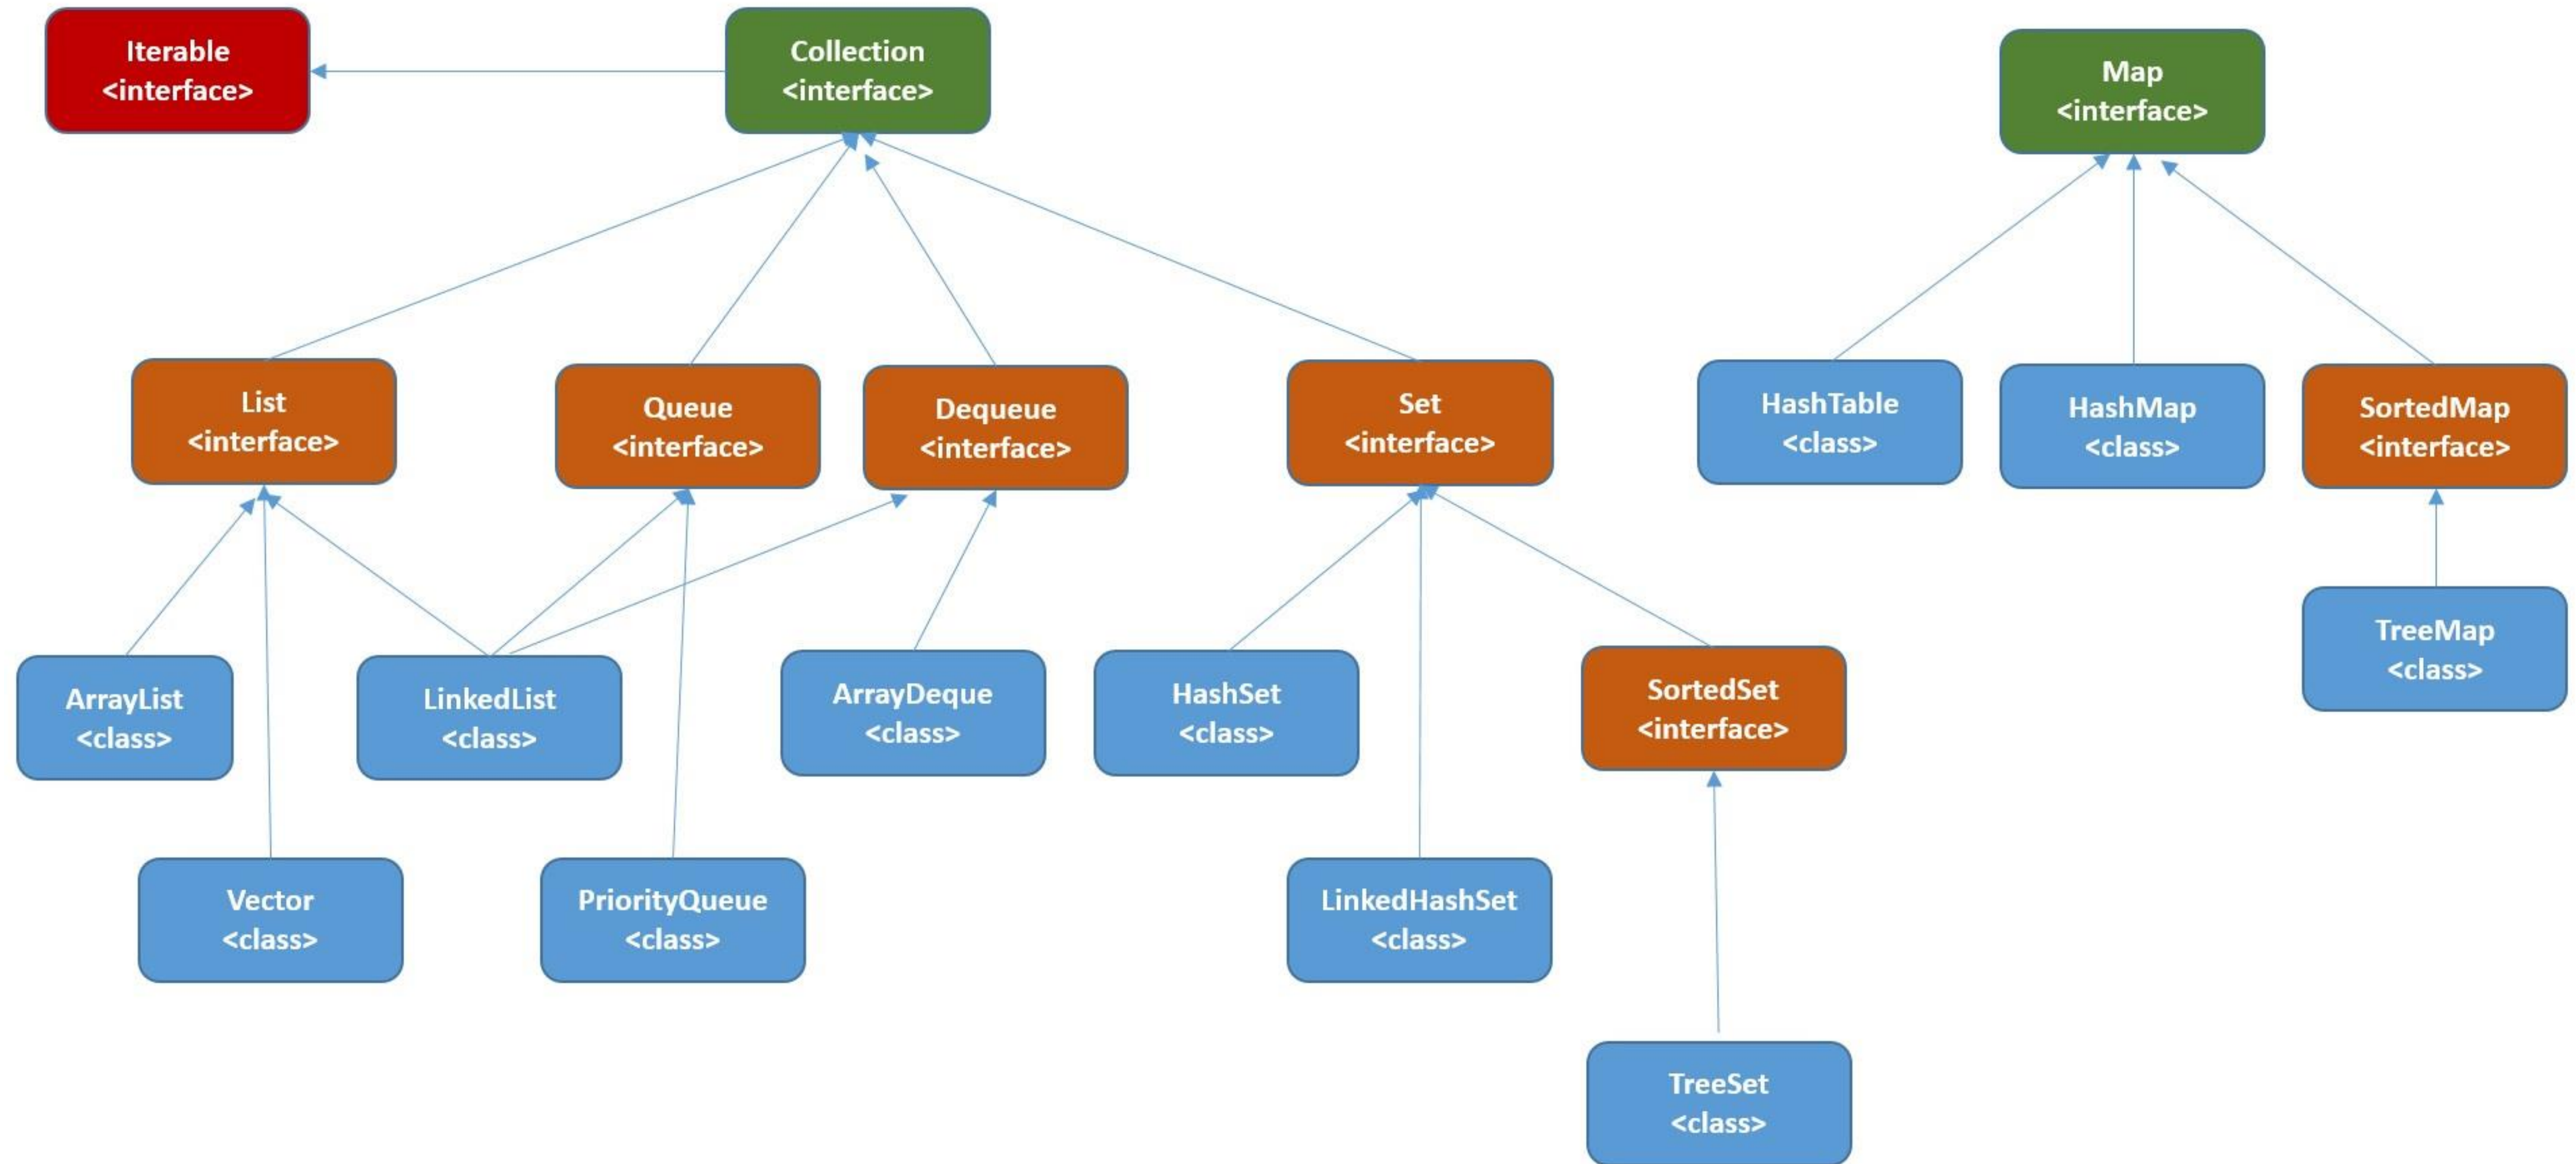 Iterable
<interface>
Collection
<interface>
Map
<interface>
List
<interface>
Queue
<interface>
Dequeue
<interface>
Set
<interface>
HashTable
<class>
HashMap
<class>
SortedMap
<interface>
ArrayList
<class>
LinkedList
<class>
ArrayDeque
<class>
HashSet
<class>
SortedSet
<interface>
TreeMap
<class>
Vector
<class>
PriorityQueue
<class>
LinkedHashSet
<class>
TreeSet
<class>